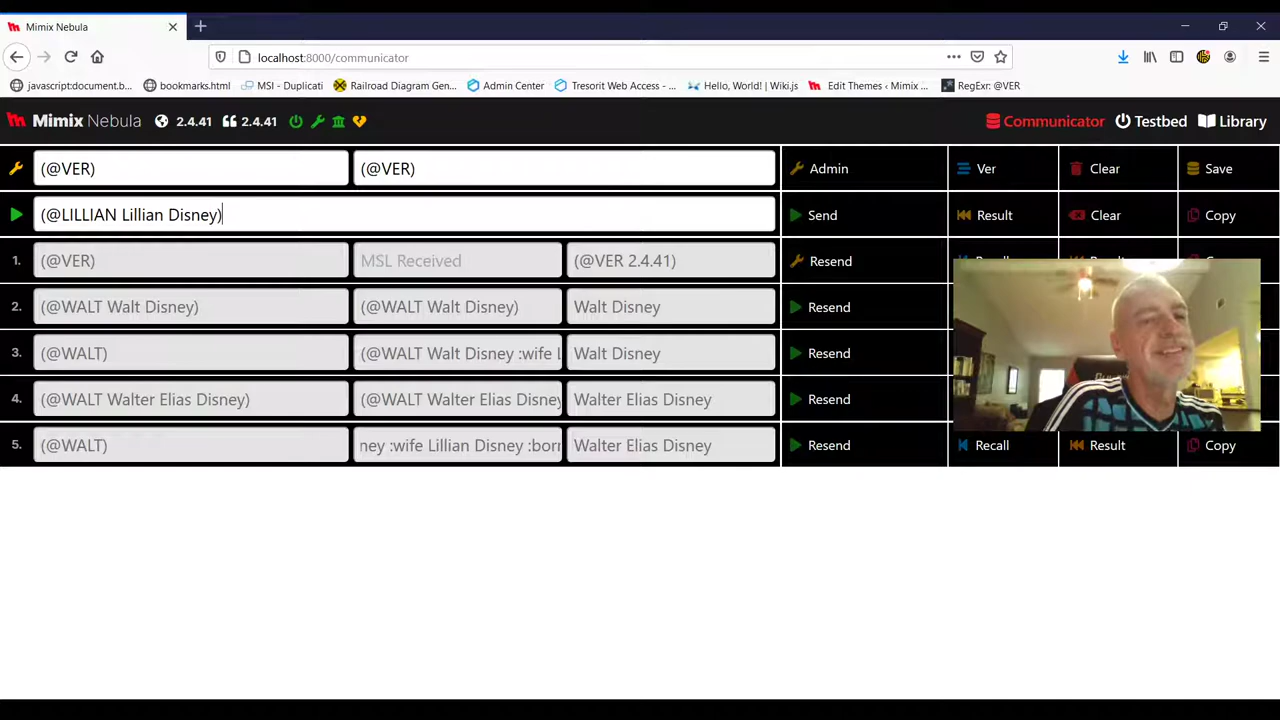 Mimix Nebula
localhost:8000/communicator
javascript:document.b... bookmarks.html MSI - Duplicati Railroad Diagram Gen... Admin Center Tresorit Web Access - ... Hello, World! | Wiki.js Edit Themes ‹ Mimix ... RegExr: @VER
Mimix Nebula 2.4.41 2.4.41 Communicator Testbed Library
(@VER) (@VER) Admin Ver Clear Save
(@LILLIAN Lillian Disney) Send Result Clear Copy
1. (@VER) MSL Received (@VER 2.4.41) Resend
2. (@WALT Walt Disney) (@WALT Walt Disney) Walt Disney Resend
3. (@WALT) (@WALT Walt Disney :wife L Walt Disney Resend
4. (@WALT Walter Elias Disney) (@WALT Walter Elias Disney Walter Elias Disney Resend
5. (@WALT) ney :wife Lillian Disney :born Walter Elias Disney Resend Recall Result Copy